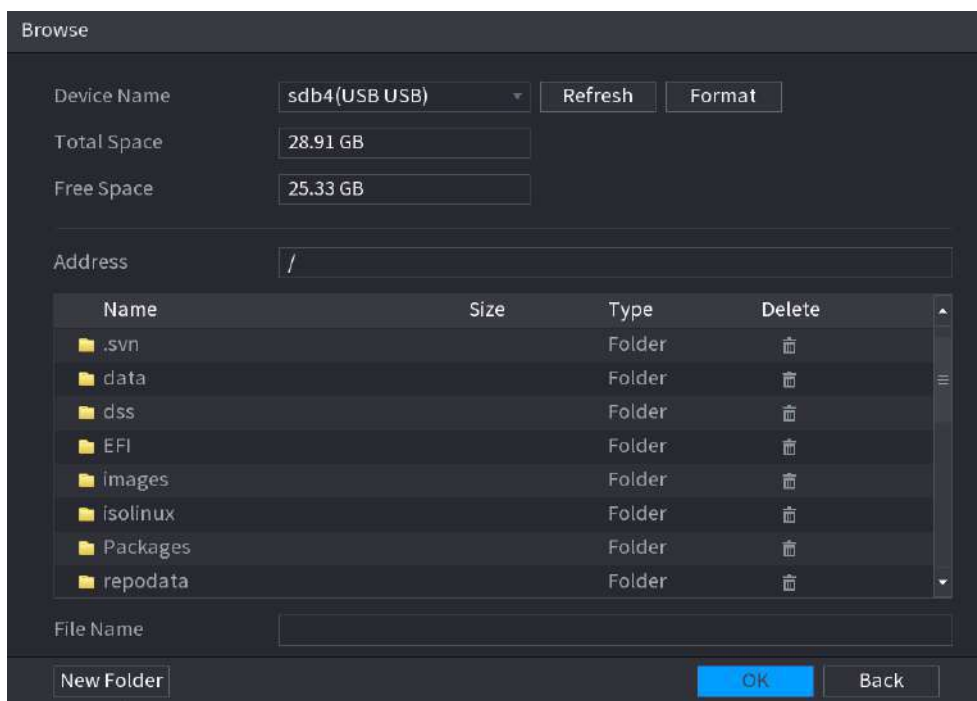 Browse
Device Name sdb4(USB USB) Refresh Format
Total Space 28.91 GB
Free Space 25.33 GB
Address /
Name Size Type Delete
.svn Folder
data Folder
dss Folder
EFI Folder
images Folder
isolinux Folder
Packages Folder
repodata Folder
File Name
New Folder OK Back